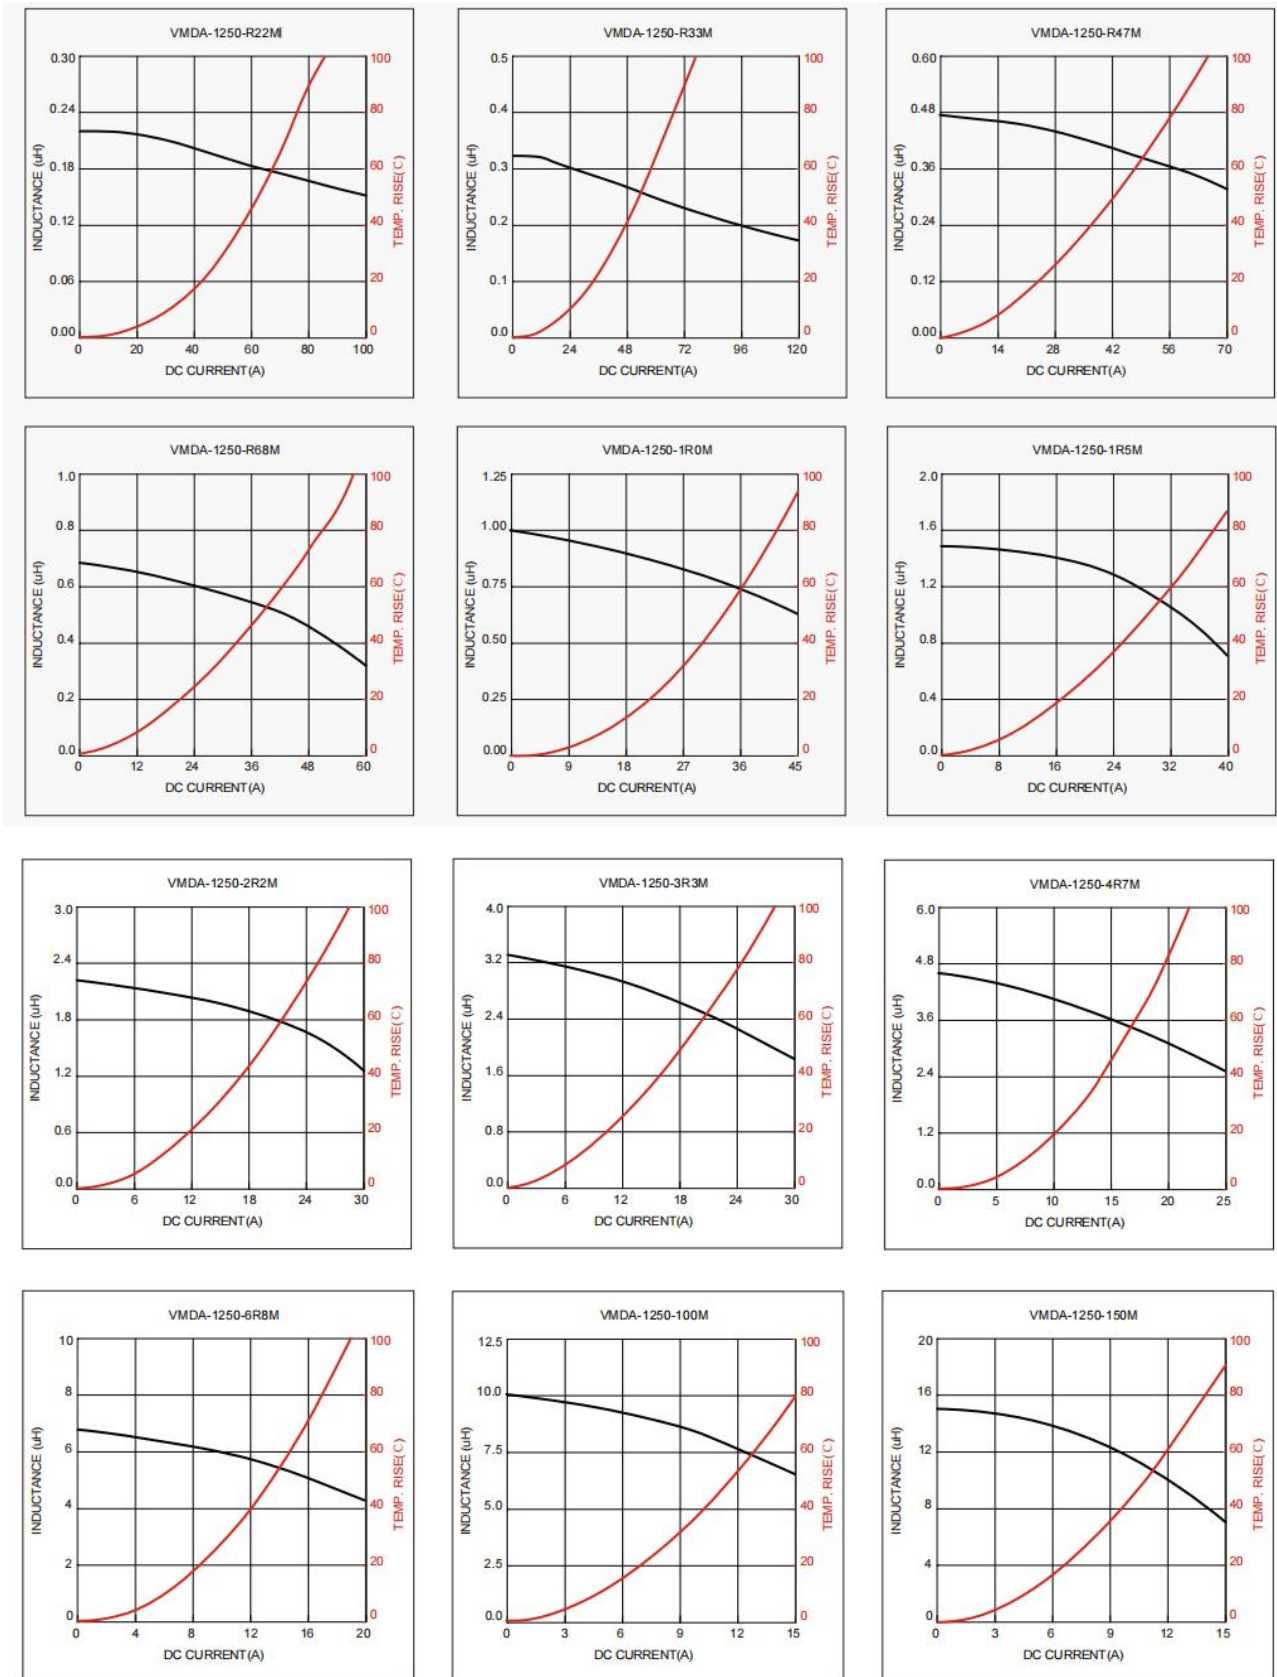 VMDA-1250-R22M
0.30
0.24
0.18
0.12
0.06
0.00
INDUCTANCE (uH)
100
80
60
40
20
0
TEMP. RISE(℃)
0 20 40 60 80 100
DC CURRENT(A)
VMDA-1250-R33M
0.5
0.4
0.3
0.2
0.1
0.0
INDUCTANCE (uH)
100
80
60
40
20
0
TEMP. RISE(℃)
0 24 48 72 96 120
DC CURRENT(A)
VMDA-1250-R47M
0.60
0.48
0.36
0.24
0.12
0.00
INDUCTANCE (uH)
100
80
60
40
20
0
TEMP. RISE(℃)
0 14 28 42 56 70
DC CURRENT(A)
VMDA-1250-R68M
1.0
0.8
0.6
0.4
0.2
0.0
INDUCTANCE (uH)
100
80
60
40
20
0
TEMP. RISE(℃)
0 12 24 36 48 60
DC CURRENT(A)
VMDA-1250-1R0M
1.25
1.00
0.75
0.50
0.25
0.00
INDUCTANCE (uH)
100
80
60
40
20
0
TEMP. RISE(℃)
0 9 18 27 36 45
DC CURRENT(A)
VMDA-1250-1R5M
2.0
1.6
1.2
0.8
0.4
0.0
INDUCTANCE (uH)
100
80
60
40
20
0
TEMP. RISE(℃)
0 8 16 24 32 40
DC CURRENT(A)
VMDA-1250-2R2M
3.0
2.4
1.8
1.2
0.6
0.0
INDUCTANCE (uH)
100
80
60
40
20
0
TEMP. RISE(℃)
0 6 12 18 24 30
DC CURRENT(A)
VMDA-1250-3R3M
4.0
3.2
2.4
1.6
0.8
0.0
INDUCTANCE (uH)
100
80
60
40
20
0
TEMP. RISE(℃)
0 6 12 18 24 30
DC CURRENT(A)
VMDA-1250-4R7M
6.0
4.8
3.6
2.4
1.2
0.0
INDUCTANCE (uH)
100
80
60
40
20
0
TEMP. RISE(℃)
0 5 10 15 20 25
DC CURRENT(A)
VMDA-1250-6R8M
10
8
6
4
2
0
INDUCTANCE (uH)
100
80
60
40
20
0
TEMP. RISE(℃)
0 4 8 12 16 20
DC CURRENT(A)
VMDA-1250-100M
12.5
10.0
7.5
5.0
2.5
0.0
INDUCTANCE (uH)
100
80
60
40
20
0
TEMP. RISE(℃)
0 3 6 9 12 15
DC CURRENT(A)
VMDA-1250-150M
20
16
12
8
4
0
INDUCTANCE (uH)
100
80
60
40
20
0
TEMP. RISE(℃)
0 3 6 9 12 15
DC CURRENT(A)